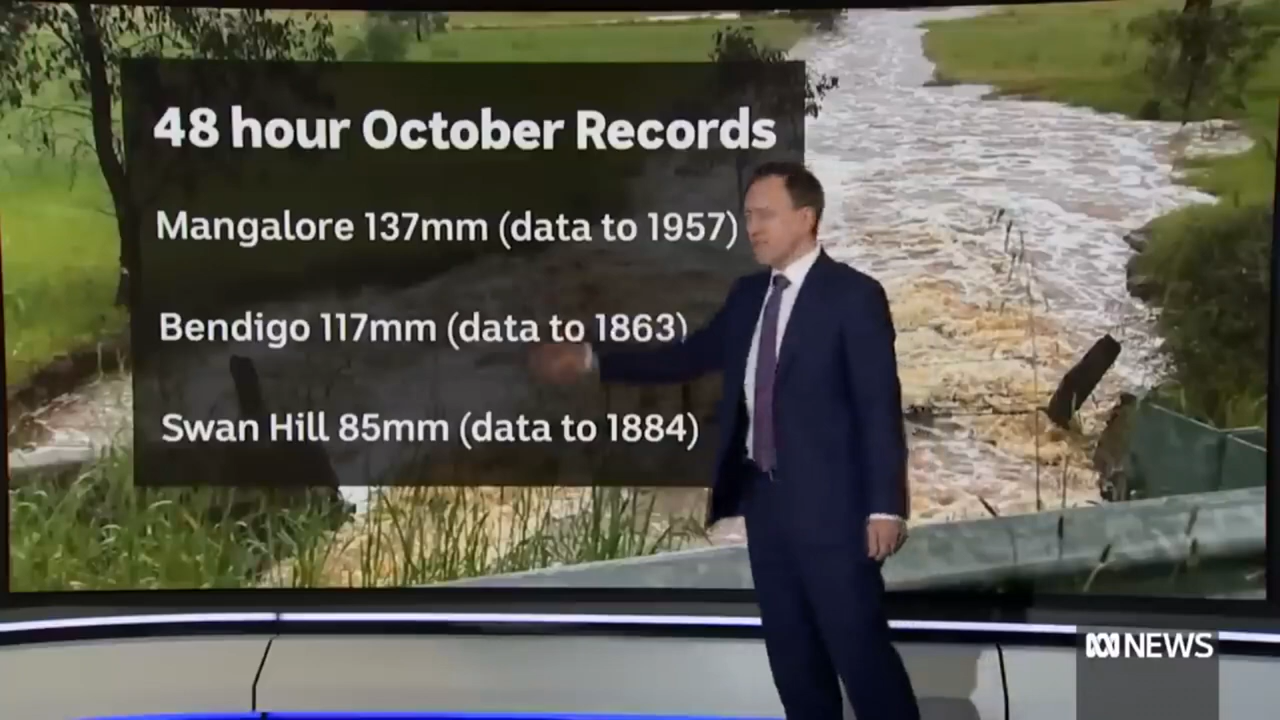 48 hour October Records
Mangalore 137mm (data to 1957)
Bendigo 117mm (data to 1863)
Swan Hill 85mm (data to 1884)
ABC NEWS